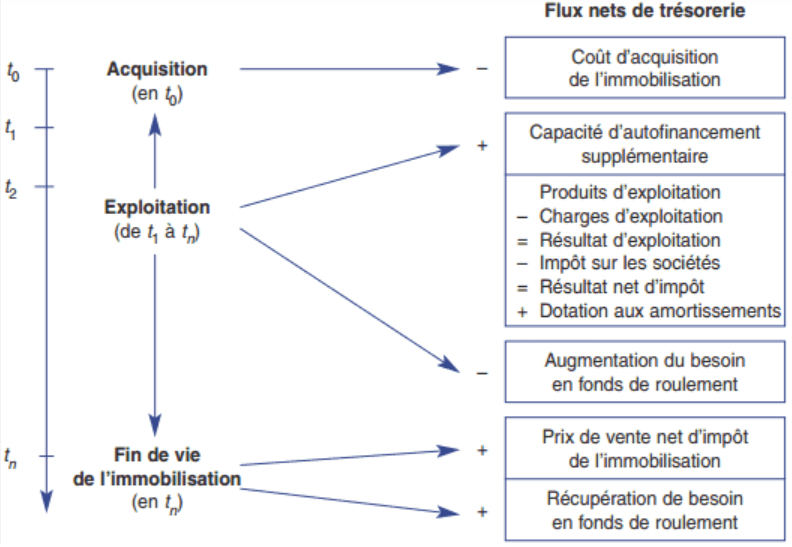 Flux nets de trésorerie
t0
Acquisition
(en t0)
–
Coût d'acquisition
de l'immobilisation
t1
+
Capacité d'autofinancement
supplémentaire
t2
Exploitation
(de t1 à tn)
Produits d'exploitation
– Charges d'exploitation
= Résultat d'exploitation
– Impôt sur les sociétés
= Résultat net d'impôt
+ Dotation aux amortissements
–
Augmentation du besoin
en fonds de roulement
tn
Fin de vie
de l'immobilisation
(en tn)
+
Prix de vente net d'impôt
de l'immobilisation
+
Récupération de besoin
en fonds de roulement